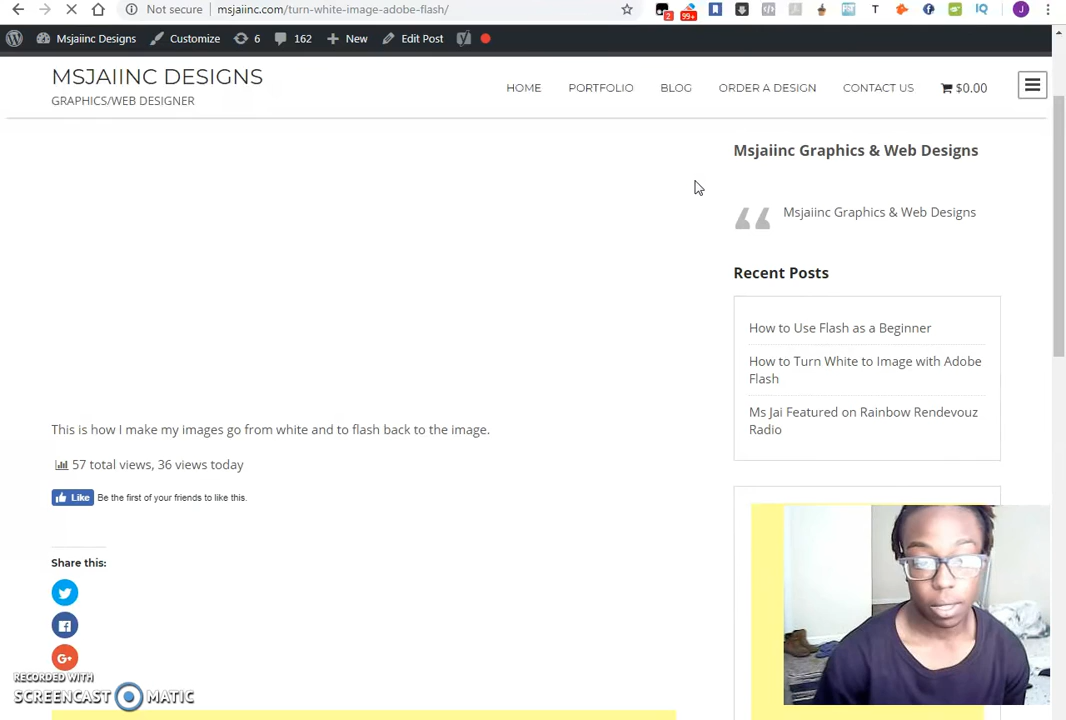 Not secure | msjaiinc.com/turn-white-image-adobe-flash/
2
99+
T
IQ
J
Msjaiinc Designs
Customize
6
162
New
Edit Post
MSJAIINC DESIGNS
GRAPHICS/WEB DESIGNER
HOME
PORTFOLIO
BLOG
ORDER A DESIGN
CONTACT US
$0.00
Msjaiinc Graphics & Web Designs
Msjaiinc Graphics & Web Designs
Recent Posts
How to Use Flash as a Beginner
How to Turn White to Image with Adobe
Flash
Ms Jai Featured on Rainbow Rendevouz
Radio
This is how I make my images go from white and to flash back to the image.
57 total views, 36 views today
Like
Be the first of your friends to like this.
Share this:
G+
RECORDED WITH
SCREENCAST MATIC